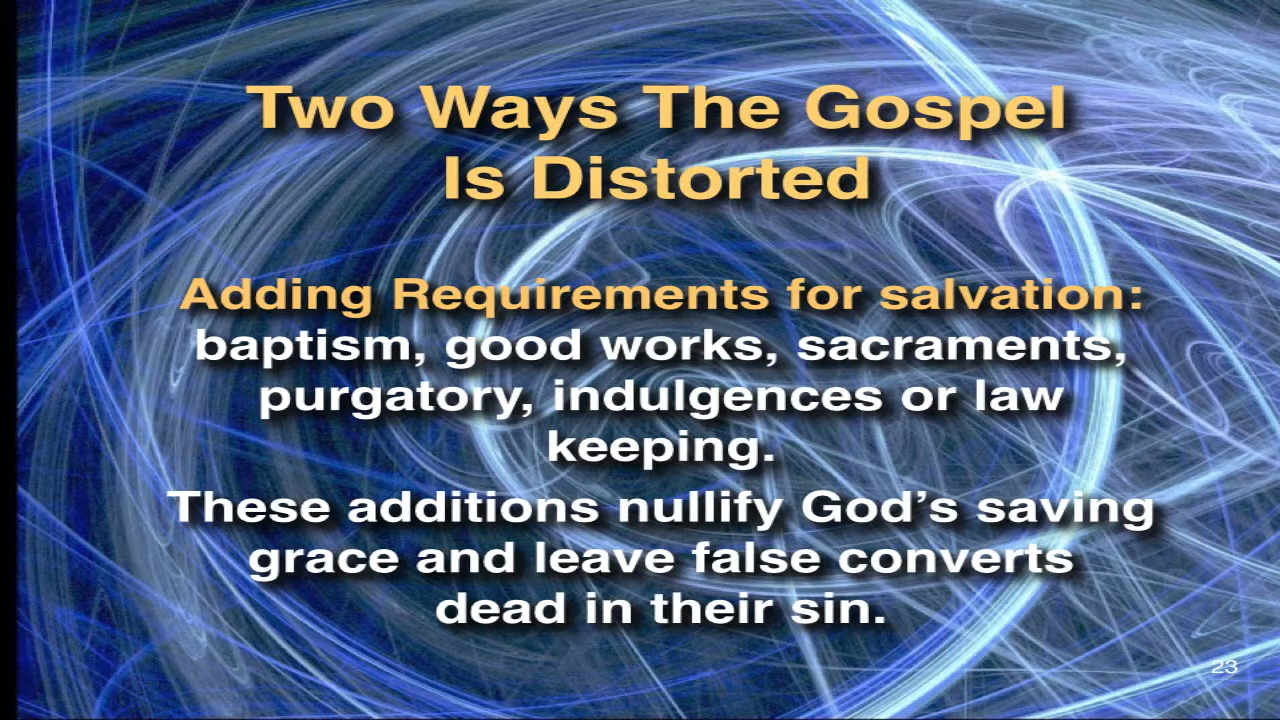 Two Ways The Gospel
Is Distorted
Adding Requirements for salvation:
baptism, good works, sacraments,
purgatory, indulgences or law
keeping.
These additions nullify God's saving
grace and leave false converts
dead in their sin.
23